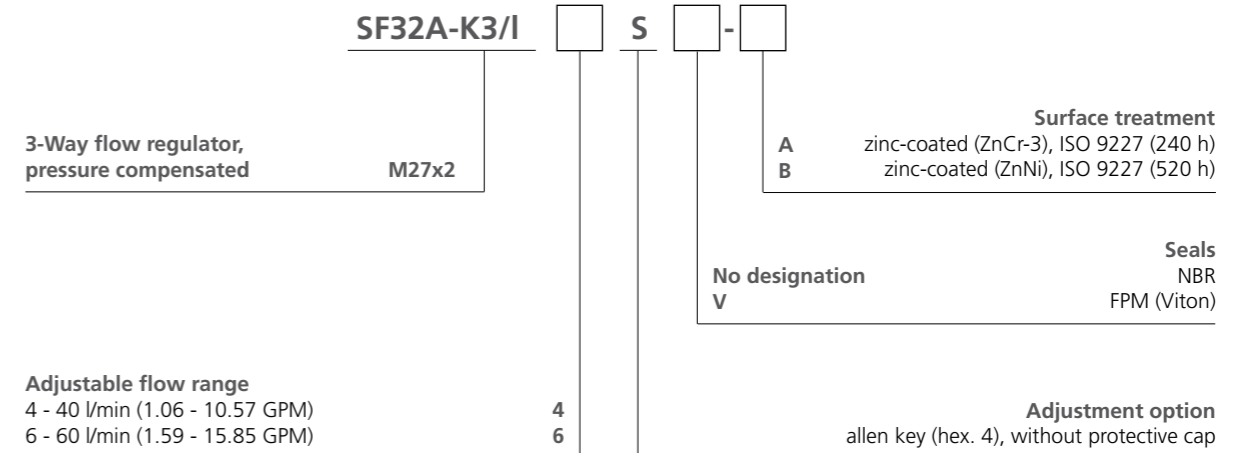 SF32A-K3/I S -
Surface treatment
A zinc-coated (ZnCr-3), ISO 9227 (240 h)
B zinc-coated (ZnNi), ISO 9227 (520 h)
3-Way flow regulator,
pressure compensated M27x2
Seals
No designation NBR
V FPM (Viton)
Adjustable flow range
4 - 40 l/min (1.06 - 10.57 GPM) 4
6 - 60 l/min (1.59 - 15.85 GPM) 6
Adjustment option
allen key (hex. 4), without protective cap